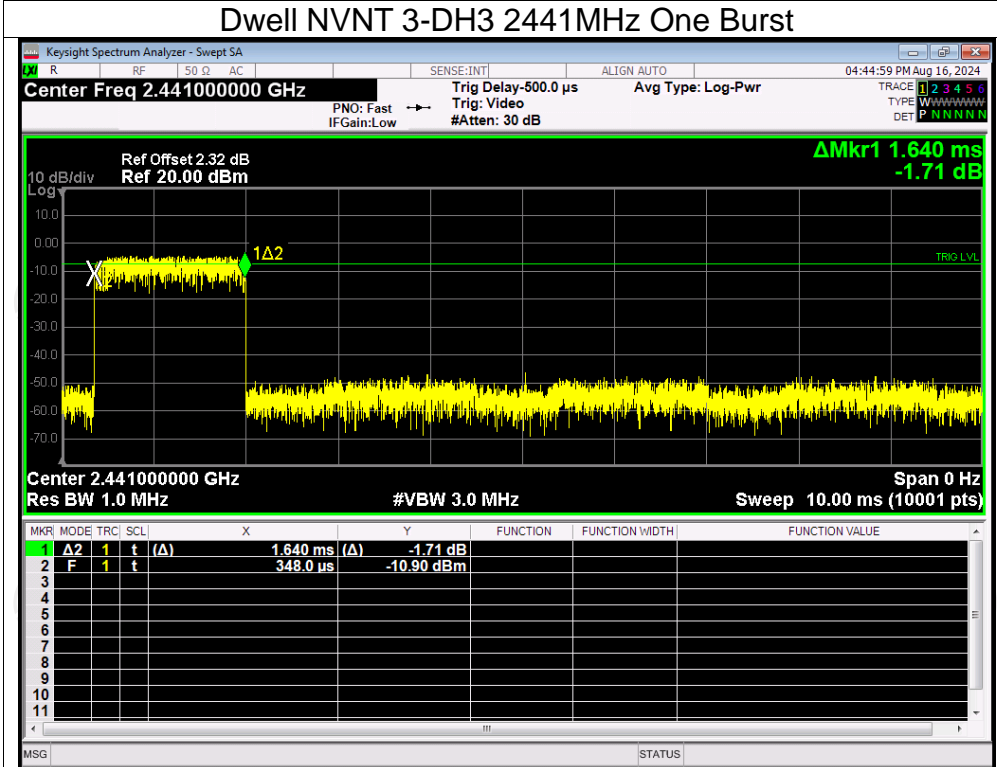 Dwell NVNT 3-DH3 2441MHz One Burst
Keysight Spectrum Analyzer - Swept SA
LXI R RF 50 Ω AC SENSE:INT ALIGN AUTO 04:44:59 PM Aug 16, 2024
Center Freq 2.441000000 GHz
Trig Delay-500.0 µs Avg Type: Log-Pwr
PNO: Fast Trig: Video
IFGain:Low #Atten: 30 dB
TRACE 1 2 3 4 5 6
TYPE WWWWWW
DET P N N N N N
ΔMkr1 1.640 ms
-1.71 dB
Ref Offset 2.32 dB
10 dB/div Ref 20.00 dBm
Log
10.0
0.00
-10.0
-20.0
-30.0
-40.0
-50.0
-60.0
-70.0
1Δ2
TRIG LVL
Center 2.441000000 GHz Span 0 Hz
Res BW 1.0 MHz #VBW 3.0 MHz Sweep 10.00 ms (10001 pts)
MKR MODE TRC SCL X Y FUNCTION FUNCTION WIDTH FUNCTION VALUE
1 Δ2 1 t (Δ) 1.640 ms (Δ) -1.71 dB
2 F 1 t 348.0 µs -10.90 dBm
3
4
5
6
7
8
9
10
11
MSG STATUS